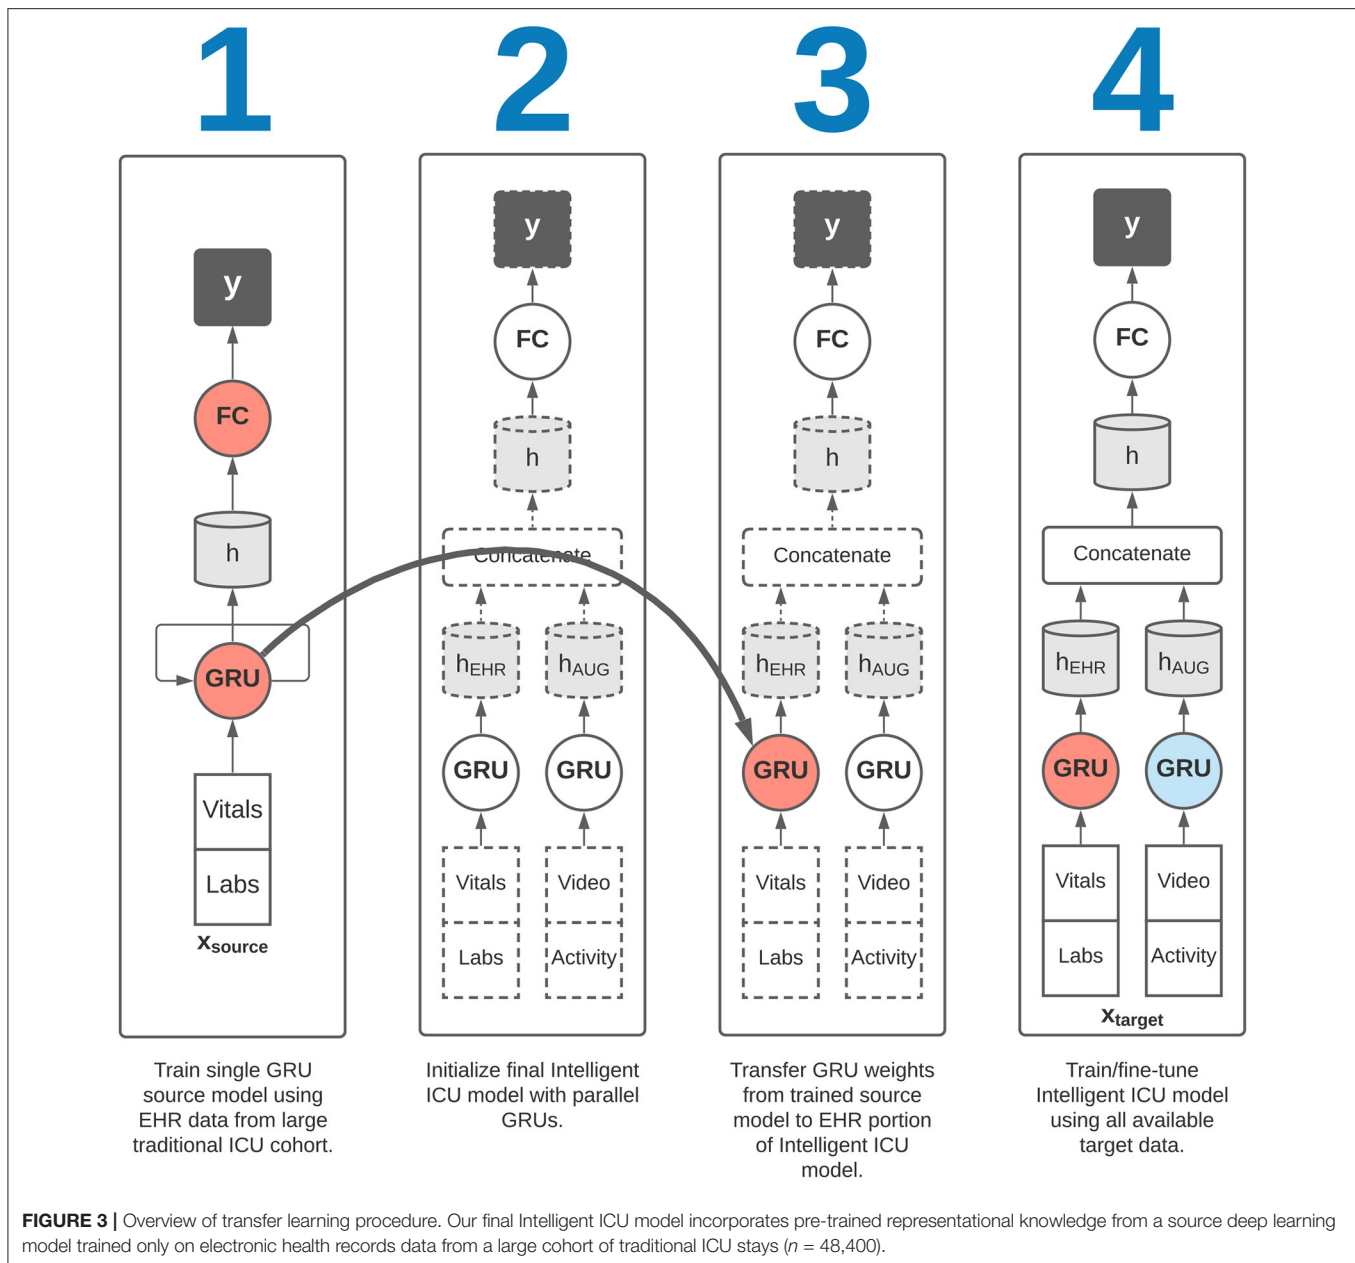 1
2
3
4
y
FC
h
GRU
Vitals
Labs
xsource
Train single GRU
source model using
EHR data from large
traditional ICU cohort.
y
FC
h
Concatenate
hEHR hAUG
GRU GRU
Vitals Video
Labs Activity
Initialize final Intelligent
ICU model with parallel
GRUs.
y
FC
h
Concatenate
hEHR hAUG
GRU GRU
Vitals Video
Labs Activity
Transfer GRU weights
from trained source
model to EHR portion
of Intelligent ICU
model.
y
FC
h
Concatenate
hEHR hAUG
GRU GRU
Vitals Video
Labs Activity
xtarget
Train/fine-tune
Intelligent ICU model
using all available
target data.
FIGURE 3 | Overview of transfer learning procedure. Our final Intelligent ICU model incorporates pre-trained representational knowledge from a source deep learning
model trained only on electronic health records data from a large cohort of traditional ICU stays (n = 48,400).